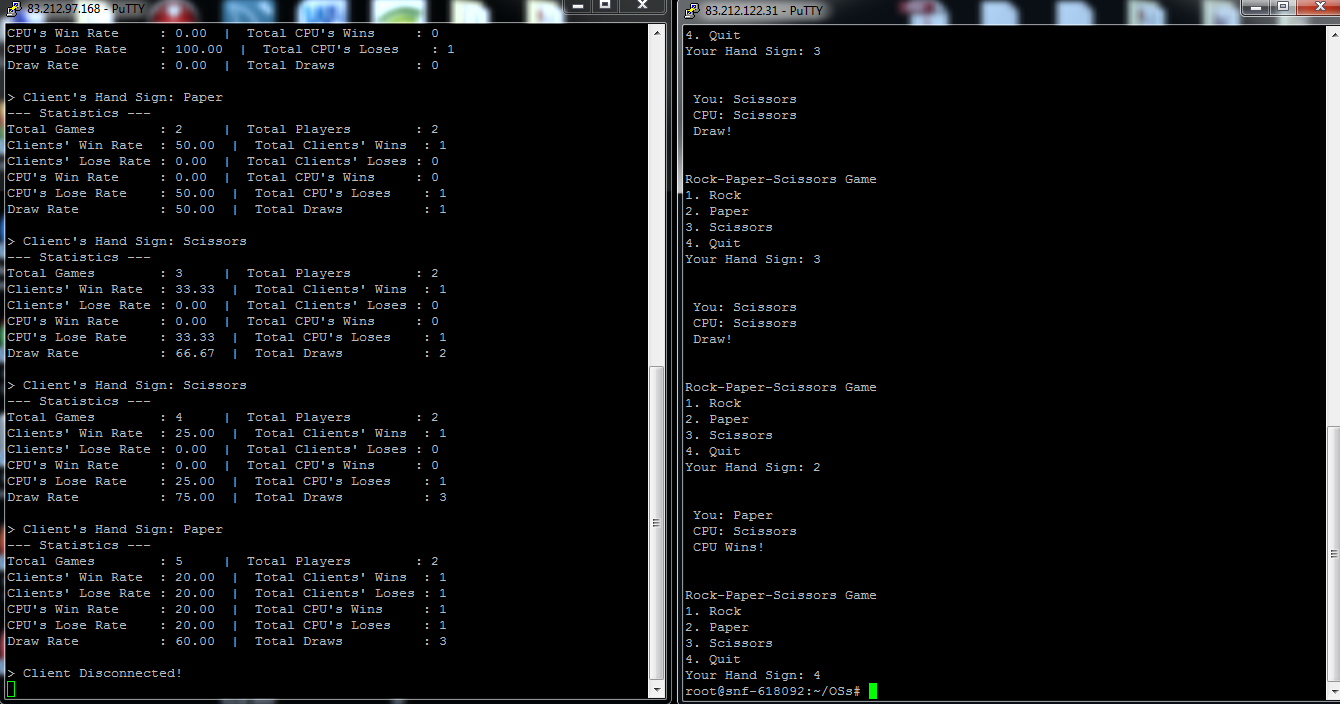 83.212.97.168 - PuTTY
CPU's Win Rate     : 0.00  |  Total CPU's Wins     : 0
CPU's Lose Rate    : 100.00  |  Total CPU's Loses    : 1
Draw Rate          : 0.00  |  Total Draws          : 0
> Client's Hand Sign: Paper
--- Statistics ---
Total Games        : 2     |  Total Players        : 2
Clients' Win Rate  : 50.00  |  Total Clients' Wins  : 1
Clients' Lose Rate : 0.00  |  Total Clients' Loses : 0
CPU's Win Rate     : 0.00  |  Total CPU's Wins     : 0
CPU's Lose Rate    : 50.00  |  Total CPU's Loses    : 1
Draw Rate          : 50.00  |  Total Draws          : 1
> Client's Hand Sign: Scissors
--- Statistics ---
Total Games        : 3     |  Total Players        : 2
Clients' Win Rate  : 33.33  |  Total Clients' Wins  : 1
Clients' Lose Rate : 0.00  |  Total Clients' Loses : 0
CPU's Win Rate     : 0.00  |  Total CPU's Wins     : 0
CPU's Lose Rate    : 33.33  |  Total CPU's Loses    : 1
Draw Rate          : 66.67  |  Total Draws          : 2
> Client's Hand Sign: Scissors
--- Statistics ---
Total Games        : 4     |  Total Players        : 2
Clients' Win Rate  : 25.00  |  Total Clients' Wins  : 1
Clients' Lose Rate : 0.00  |  Total Clients' Loses : 0
CPU's Win Rate     : 0.00  |  Total CPU's Wins     : 0
CPU's Lose Rate    : 25.00  |  Total CPU's Loses    : 1
Draw Rate          : 75.00  |  Total Draws          : 3
> Client's Hand Sign: Paper
--- Statistics ---
Total Games        : 5     |  Total Players        : 2
Clients' Win Rate  : 20.00  |  Total Clients' Wins  : 1
Clients' Lose Rate : 20.00  |  Total Clients' Loses : 1
CPU's Win Rate     : 20.00  |  Total CPU's Wins     : 1
CPU's Lose Rate    : 20.00  |  Total CPU's Loses    : 1
Draw Rate          : 60.00  |  Total Draws          : 3
> Client Disconnected!
83.212.122.31 - PuTTY
4. Quit
Your Hand Sign: 3
You: Scissors
CPU: Scissors
Draw!
Rock-Paper-Scissors Game
1. Rock
2. Paper
3. Scissors
4. Quit
Your Hand Sign: 3
You: Scissors
CPU: Scissors
Draw!
Rock-Paper-Scissors Game
1. Rock
2. Paper
3. Scissors
4. Quit
Your Hand Sign: 2
You: Paper
CPU: Scissors
CPU Wins!
Rock-Paper-Scissors Game
1. Rock
2. Paper
3. Scissors
4. Quit
Your Hand Sign: 4
root@snf-618092:~/OSs#